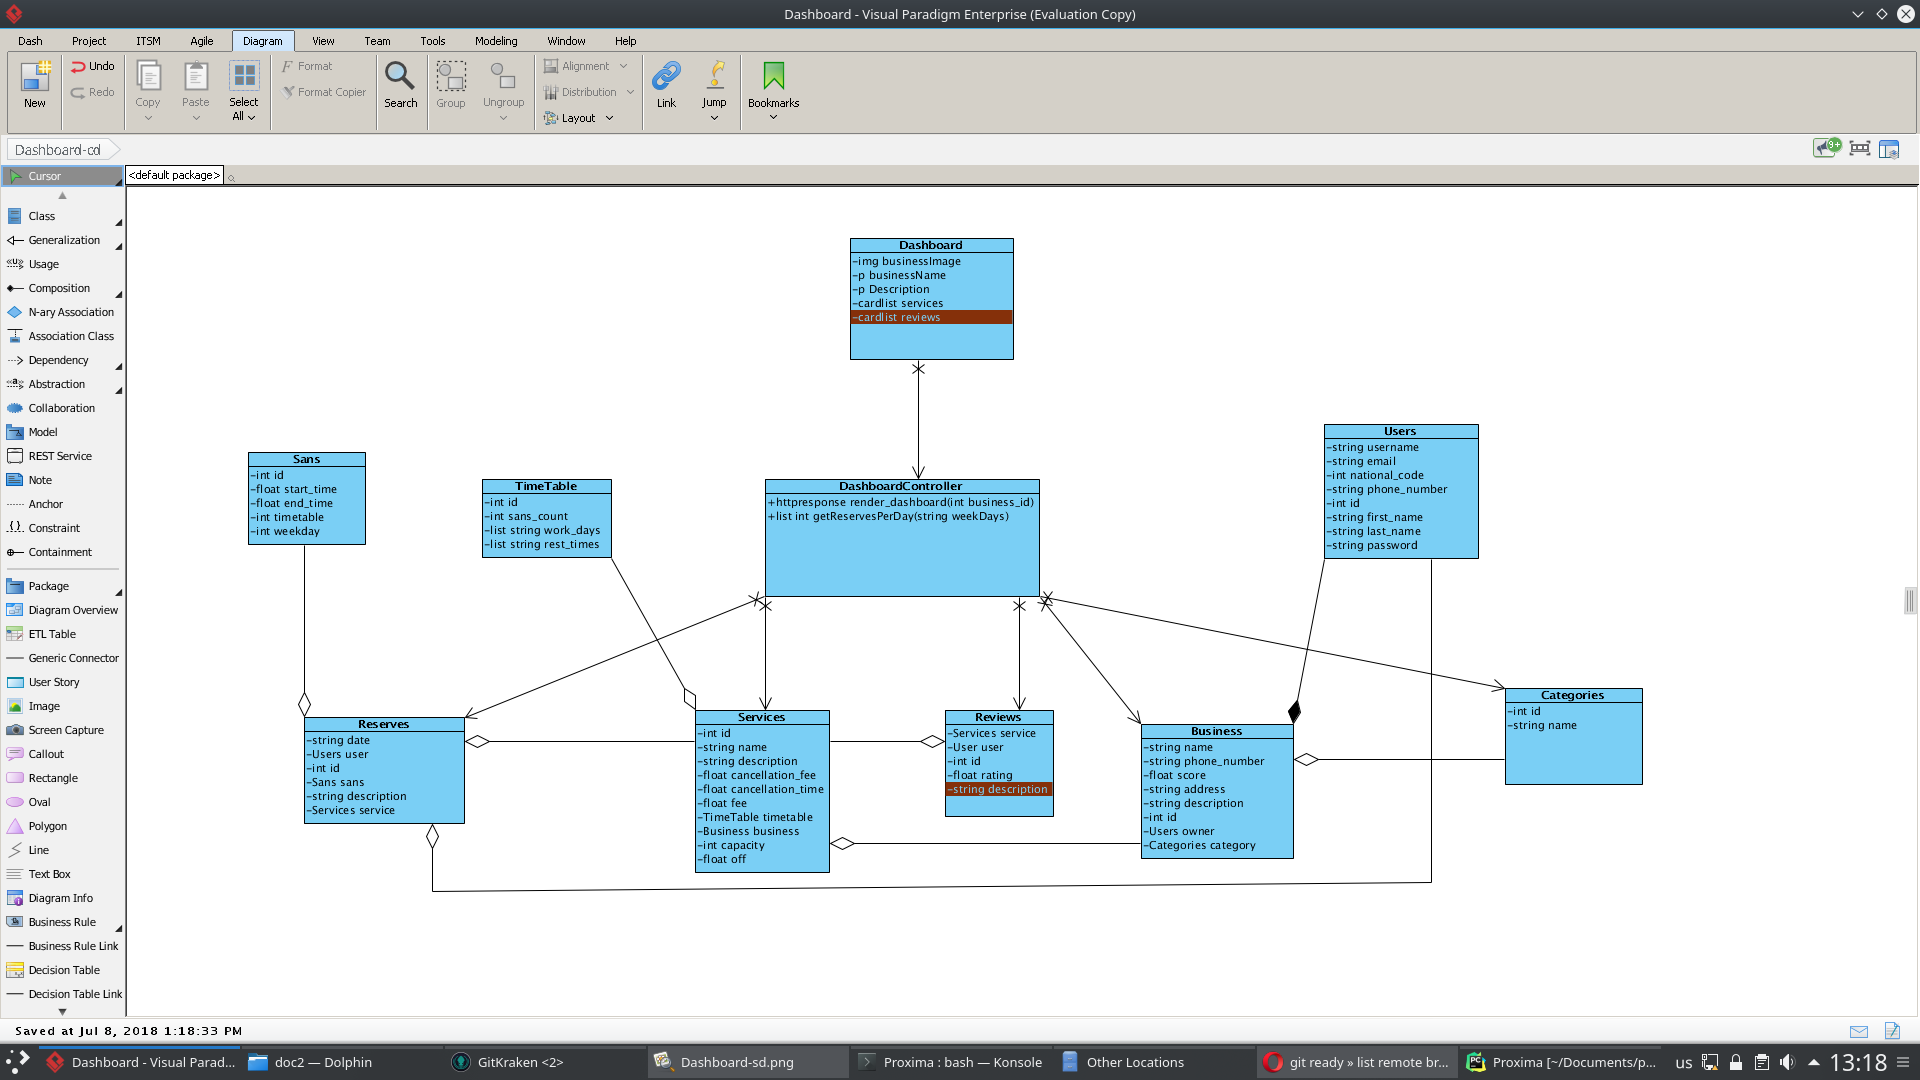 Dashboard - Visual Paradigm Enterprise (Evaluation Copy)
Dash Project ITSM Agile Diagram View Team Tools Modeling Window Help
New
Undo
Redo
Copy
Paste
Select All
Format
Format Copier
Search
Group
Ungroup
Alignment
Distribution
Layout
Link
Jump
Bookmarks
Dashboard-cd
9+
Cursor
<default package>
Class
Generalization
Usage
Composition
N-ary Association
Association Class
Dependency
Abstraction
Collaboration
Model
REST Service
Note
Anchor
Constraint
Containment
Package
Diagram Overview
ETL Table
Generic Connector
User Story
Image
Screen Capture
Callout
Rectangle
Oval
Polygon
Line
Text Box
Diagram Info
Business Rule
Business Rule Link
Decision Table
Decision Table Link
Dashboard
-img businessImage
-p businessName
-p Description
-cardlist services
-cardlist reviews
Sans
-int id
-float start_time
-float end_time
-int timetable
-int weekday
TimeTable
-int id
-int sans_count
-list string work_days
-list string rest_times
DashboardController
+httpresponse render_dashboard(int business_id)
+list int getReservesPerDay(string weekDays)
Users
-string username
-string email
-int national_code
-string phone_number
-int id
-string first_name
-string last_name
-string password
Reserves
-string date
-Users user
-int id
-Sans sans
-string description
-Services service
Services
-int id
-string name
-string description
-float cancellation_fee
-float cancellation_time
-float fee
-TimeTable timetable
-Business business
-int capacity
-float off
Reviews
-Services service
-User user
-int id
-float rating
-string description
Business
-string name
-string phone_number
-float score
-string address
-string description
-int id
-Users owner
-Categories category
Categories
-int id
-string name
Saved at Jul 8, 2018 1:18:33 PM
Dashboard - Visual Parad... doc2 — Dolphin GitKraken <2> Dashboard-sd.png Proxima : bash — Konsole Other Locations git ready » list remote br... Proxima [~/Documents/p... us 13:18